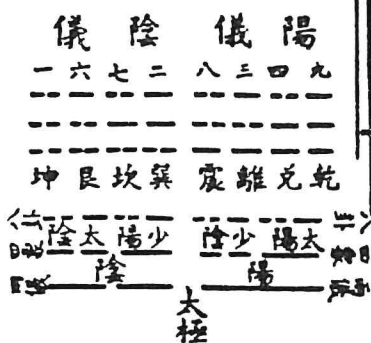 陽儀 陰儀
九四三八 二七六一
乾兌離震 巽坎艮坤
太陽 少陰 少陽 太陰
陽 陰
太極